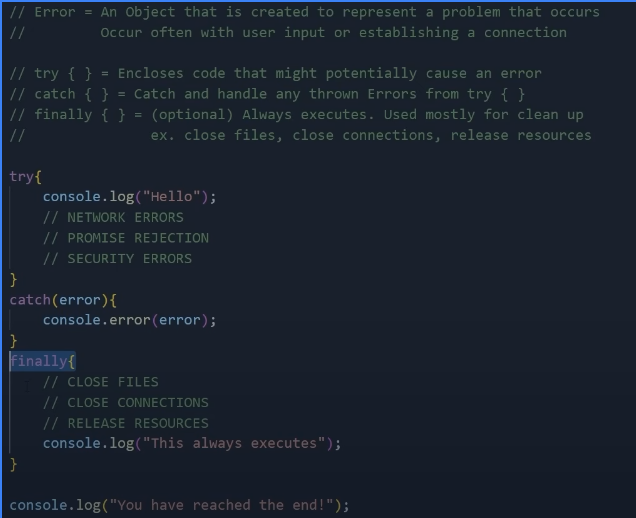 // Error = An Object that is created to represent a problem that occurs
//         Occur often with user input or establishing a connection
// try { } = Encloses code that might potentially cause an error
// catch { } = Catch and handle any thrown Errors from try { }
// finally { } = (optional) Always executes. Used mostly for clean up
//               ex. close files, close connections, release resources
try{
    console.log("Hello");
    // NETWORK ERRORS
    // PROMISE REJECTION
    // SECURITY ERRORS
}
catch(error){
    console.error(error);
}
finally{
    // CLOSE FILES
    // CLOSE CONNECTIONS
    // RELEASE RESOURCES
    console.log("This always executes");
}
console.log("You have reached the end!");